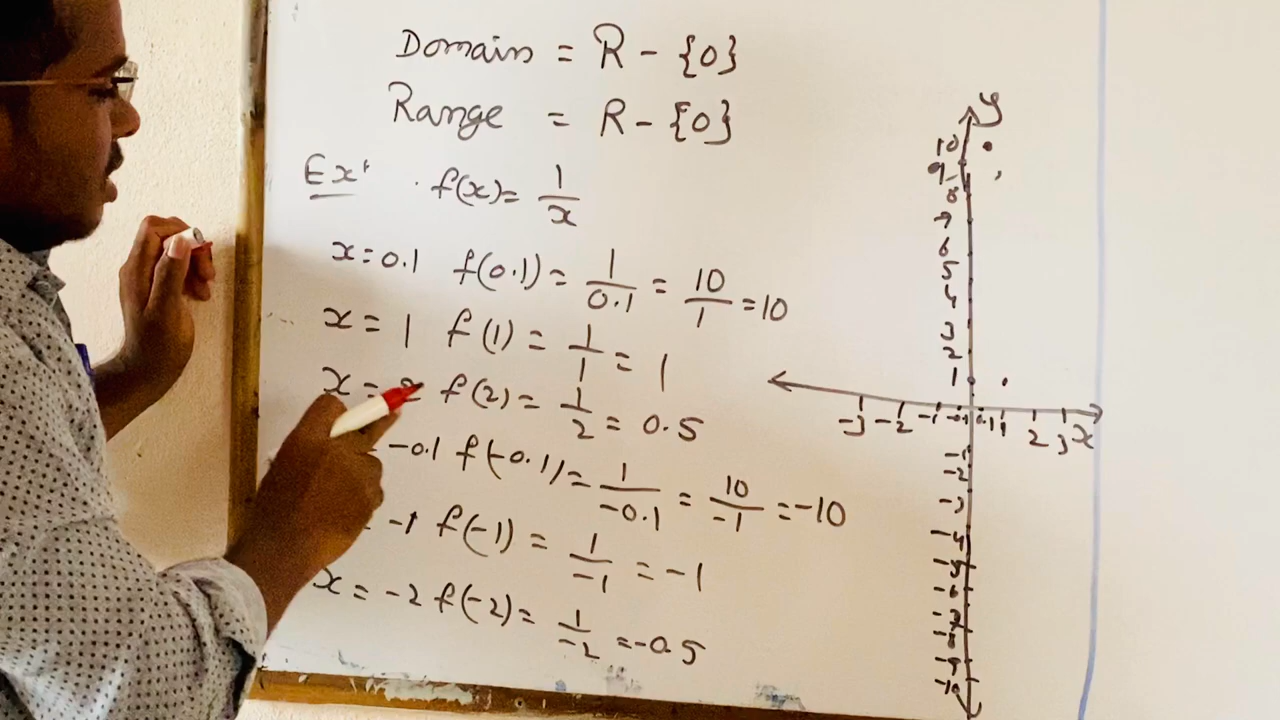 Domain = R - {0}
Range = R - {0}
Ex' f(x) = 1/x
x = 0.1 f(0.1) = 1/0.1 = 10/1 = 10
x = 1 f(1) = 1/1 = 1
x = 2 f(2) = 1/2 = 0.5
= -0.1 f(-0.1) = 1/-0.1 = 10/-1 = -10
= -1 f(-1) = 1/-1 = -1
x = -2 f(-2) = 1/-2 = -0.5
y
10
9
8
7
6
5
4
3
2
1
-3 -2 -1 -0.1 0.1 1 2 3 x
-1
-2
-3
-4
-5
-6
-7
-8
-9
-10